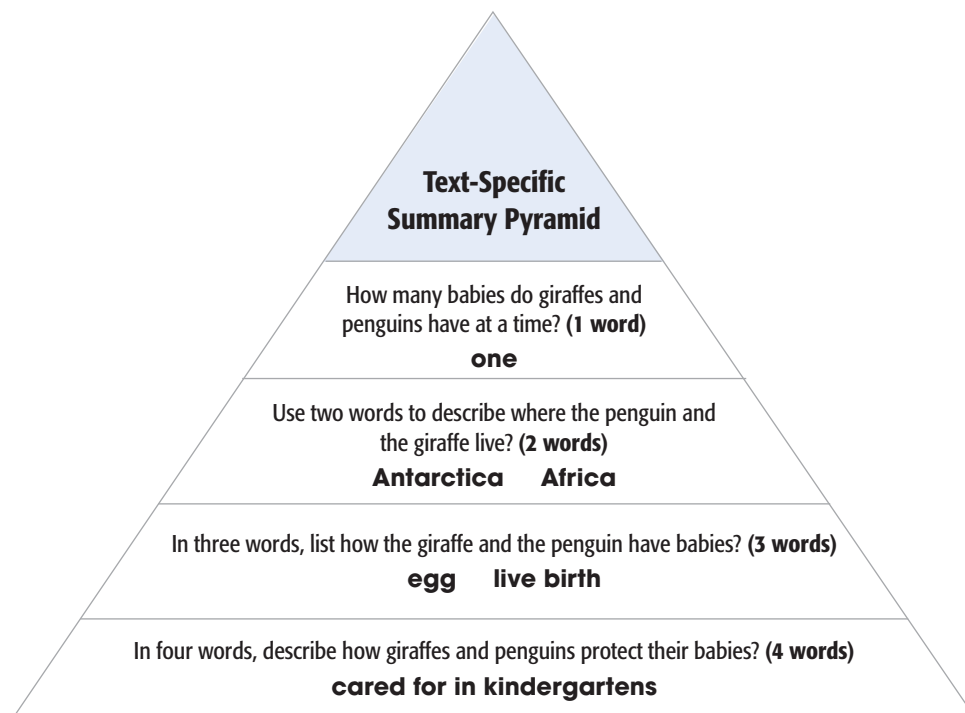 Text-Specific
Summary Pyramid
How many babies do giraffes and
penguins have at a time? (1 word)
one
Use two words to describe where the penguin and
the giraffe live? (2 words)
Antarctica Africa
In three words, list how the giraffe and the penguin have babies? (3 words)
egg live birth
In four words, describe how giraffes and penguins protect their babies? (4 words)
cared for in kindergartens